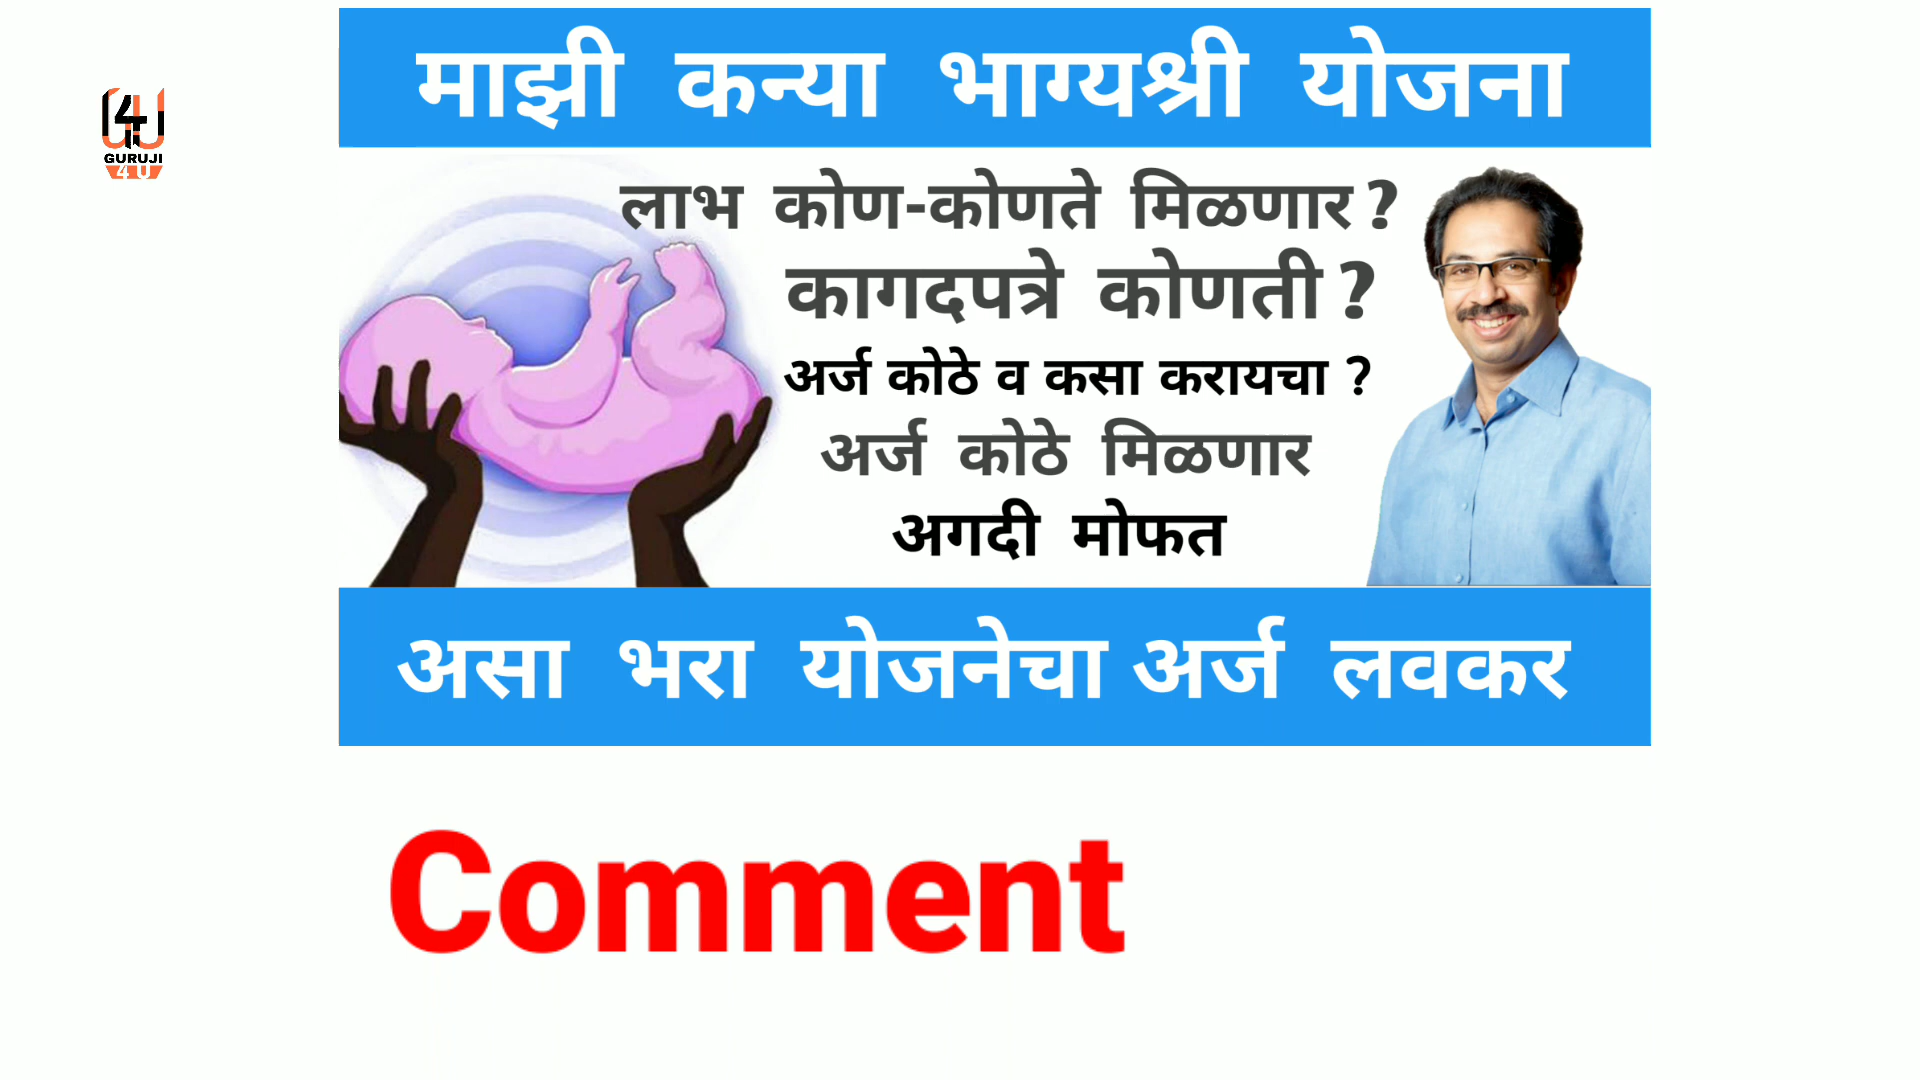 माझी कन्या भाग्यश्री योजना
GURUJI
4 U
लाभ कोण-कोणते मिळणार ?
कागदपत्रे कोणती ?
अर्ज कोठे व कसा करायचा ?
अर्ज कोठे मिळणार
अगदी मोफत
असा भरा योजनेचा अर्ज लवकर
Comment